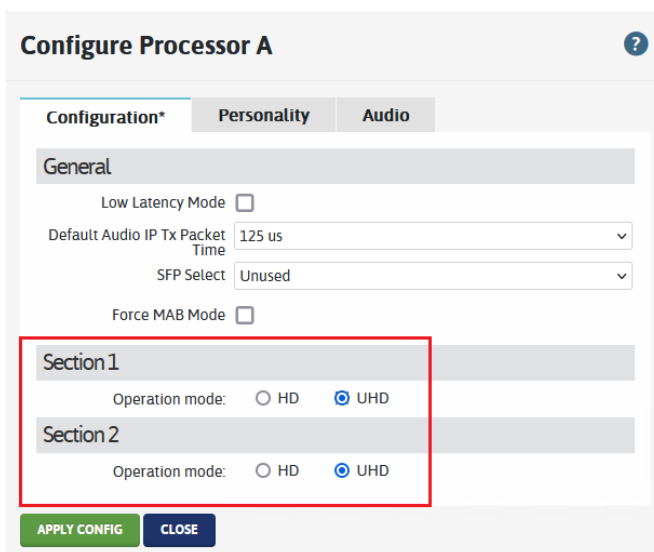 Configure Processor A
?
Configuration* Personality Audio
General
Low Latency Mode
Default Audio IP Tx Packet
Time
125 us
SFP Select Unused
Force MAB Mode
Section 1
Operation mode: HD UHD
Section 2
Operation mode: HD UHD
APPLY CONFIG CLOSE